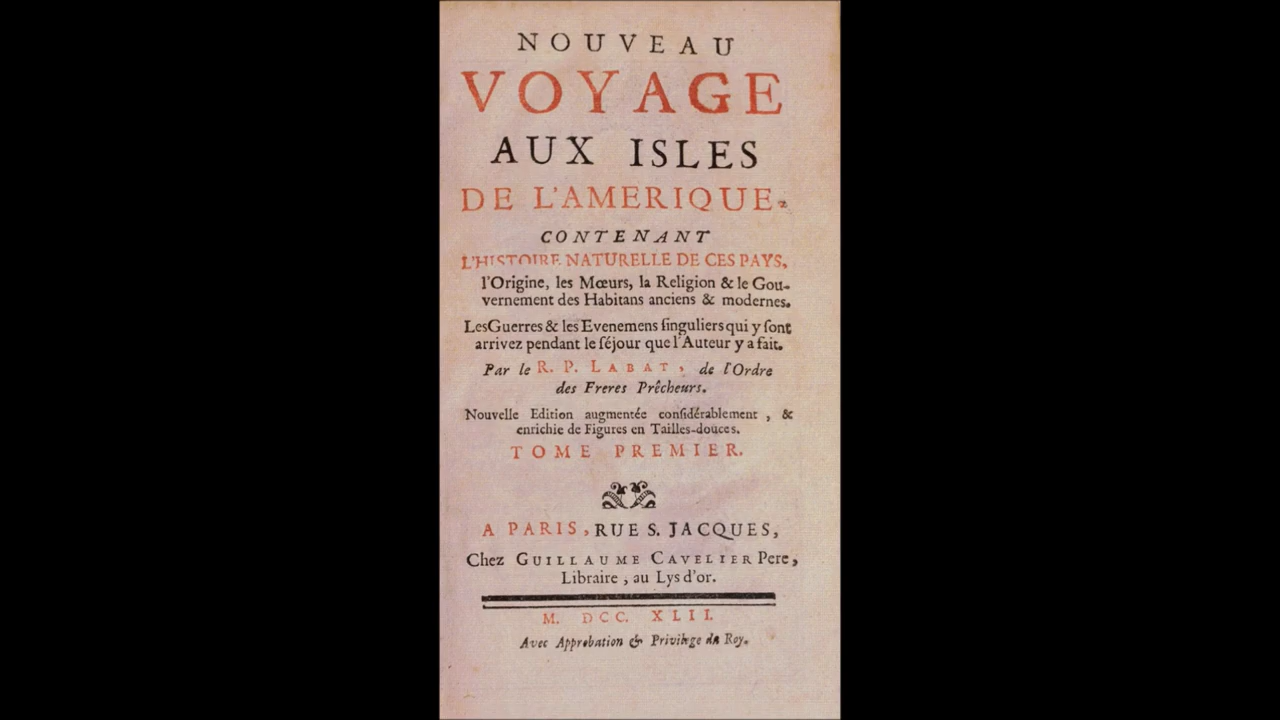 NOUVEAU
VOYAGE
AUX ISLES
DE L'AMERIQUE.
CONTENANT
L'HISTOIRE NATURELLE DE CES PAYS,
l'Origine, les Mœurs, la Religion & le Gou-
vernement des Habitans anciens & modernes.
Les Guerres & les Evenemens ſinguliers qui y ſont
arrivez pendant le ſéjour que l'Auteur y a fait.
Par le R. P. LABAT, de l'Ordre
des Freres Prêcheurs.
Nouvelle Edition augmentée conſidérablement, &
enrichie de Figures en Tailles-douces.
TOME PREMIER.
A PARIS, RUE S. JACQUES,
Chez GUILLAUME CAVELIER Pere,
Libraire, au Lys d'or.
M. DCC. XLII.
Avec Approbation & Privilege du Roy.